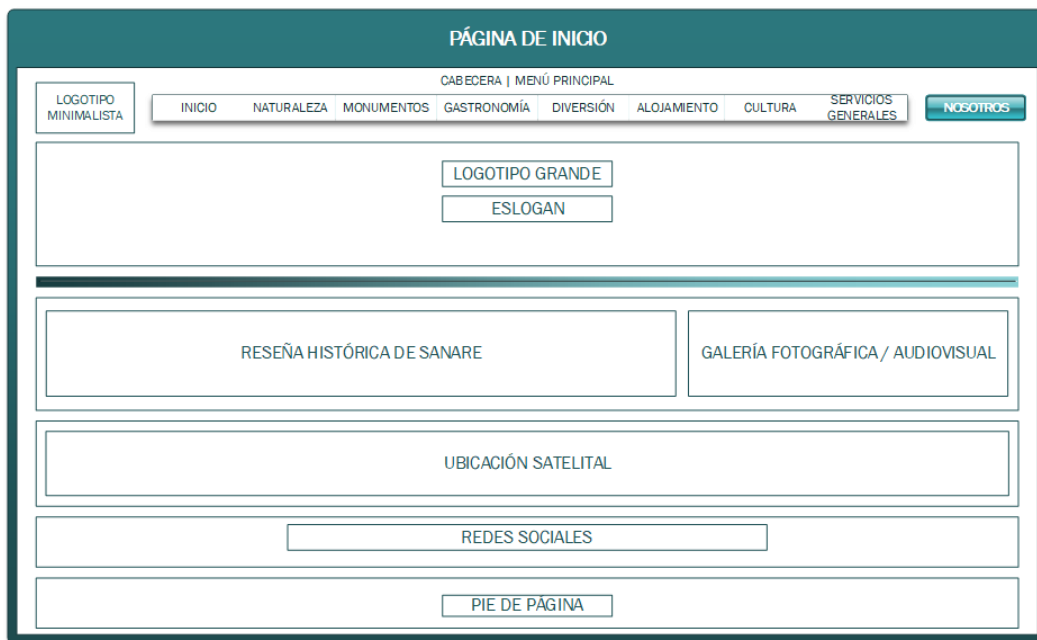 PÁGINA DE INICIO
CABECERA | MENÚ PRINCIPAL
LOGOTIPO
MINIMALISTA
INICIO
NATURALEZA
MONUMENTOS
GASTRONOMÍA
DIVERSIÓN
ALOJAMIENTO
CULTURA
SERVICIOS
GENERALES
NOSOTROS
LOGOTIPO GRANDE
ESLOGAN
RESEÑA HISTÓRICA DE SANARE
GALERÍA FOTOGRÁFICA / AUDIOVISUAL
UBICACIÓN SATELITAL
REDES SOCIALES
PIE DE PÁGINA